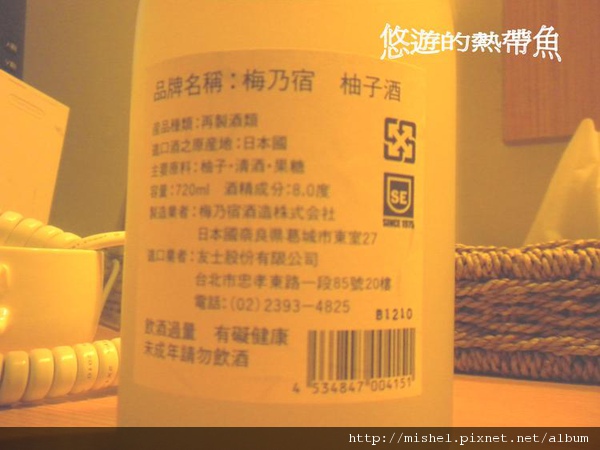 悠遊的熱帶魚
品牌名稱：梅乃宿 柚子酒
產品種類：再製酒類
進口酒之原產地：日本國
主要原料：柚子・清酒・果糖
容量：720ml 酒精成分：8.0度
製造業者：梅乃宿酒造株式会社
日本國奈良県葛城市東室27
進口業者：友士股份有限公司
台北市忠孝東路一段85號20樓
電話：(02) 2393-4825
B1210
飲酒過量 有礙健康
未成年請勿飲酒
SE
SINCE 1975
4 534847 004151
http://mishel.pixnet.net/album